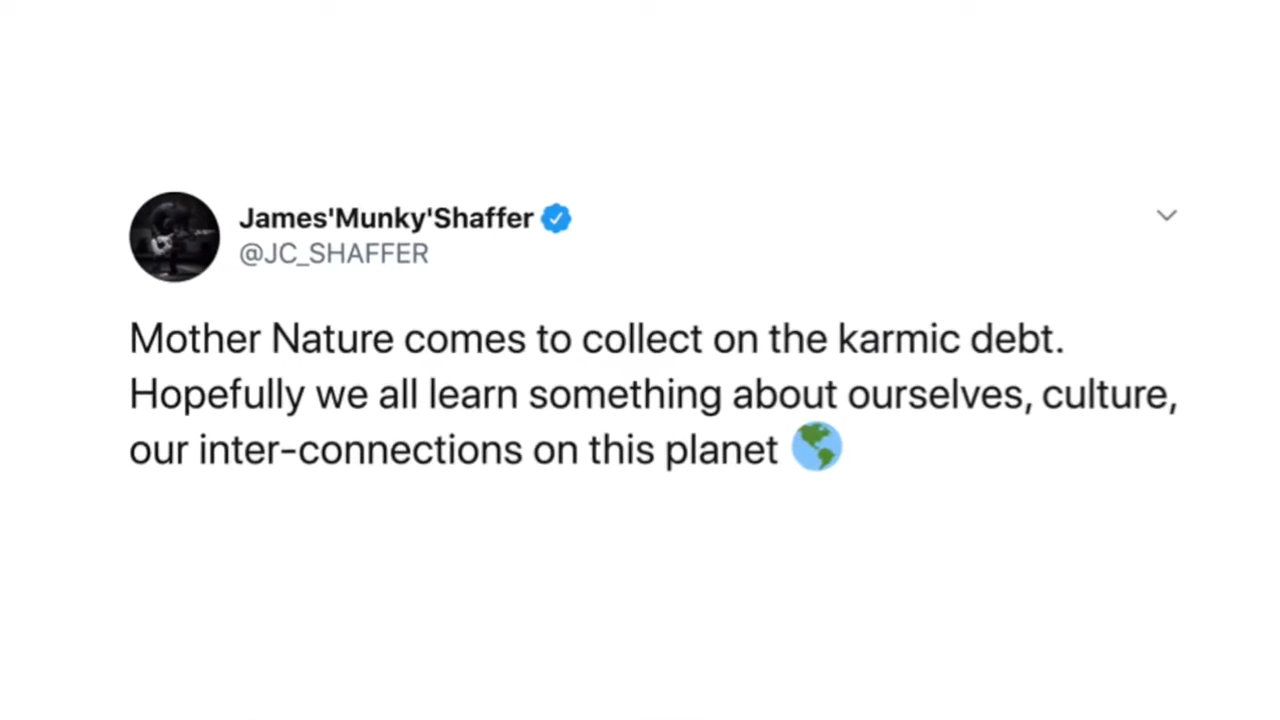 James'Munky'Shaffer
@JC_SHAFFER
Mother Nature comes to collect on the karmic debt.
Hopefully we all learn something about ourselves, culture,
our inter-connections on this planet 🌎